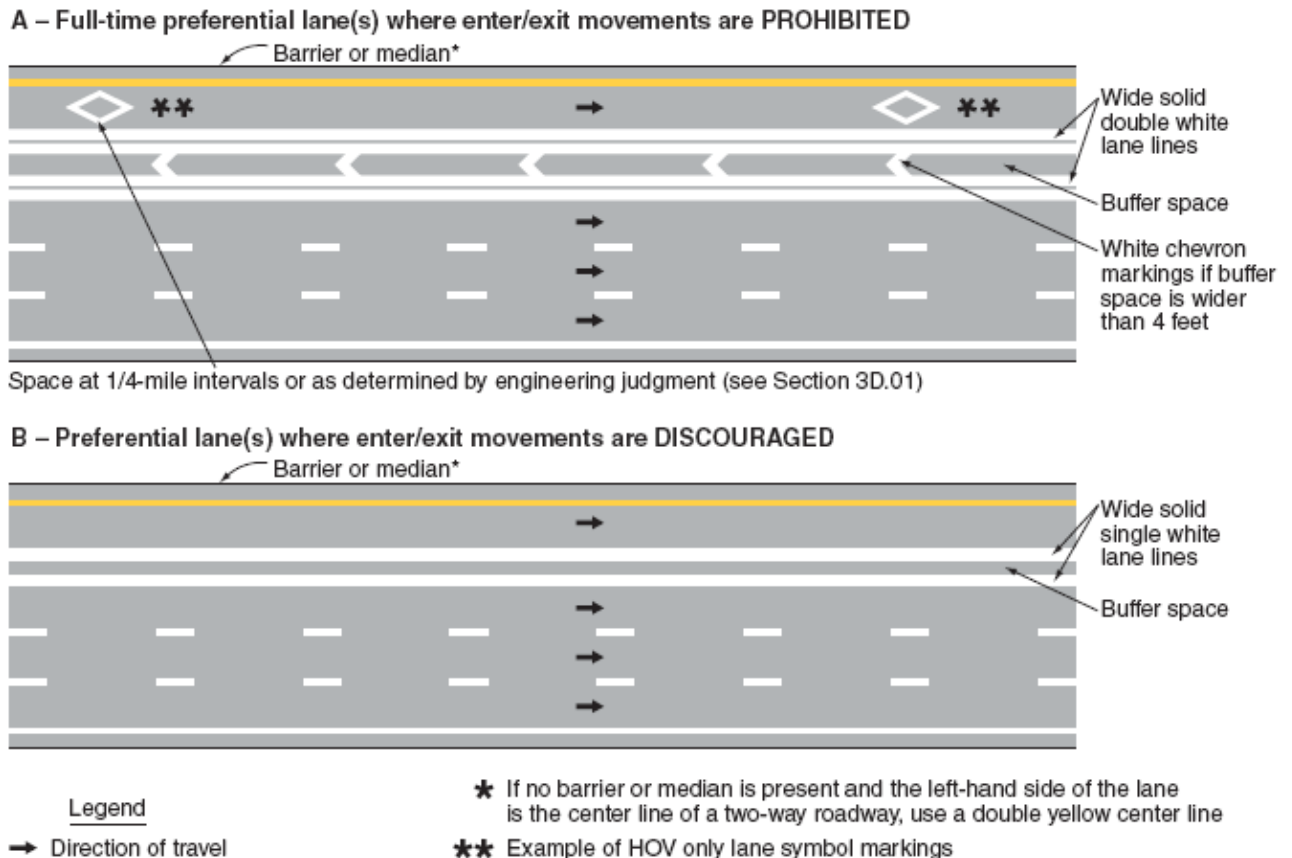 A – Full-time preferential lane(s) where enter/exit movements are PROHIBITED
Barrier or median*
**
**
Wide solid
double white
lane lines
Buffer space
White chevron
markings if buffer
space is wider
than 4 feet
Space at 1/4-mile intervals or as determined by engineering judgment (see Section 3D.01)
B – Preferential lane(s) where enter/exit movements are DISCOURAGED
Barrier or median*
Wide solid
single white
lane lines
Buffer space
Legend
Direction of travel
* If no barrier or median is present and the left-hand side of the lane
is the center line of a two-way roadway, use a double yellow center line
** Example of HOV only lane symbol markings